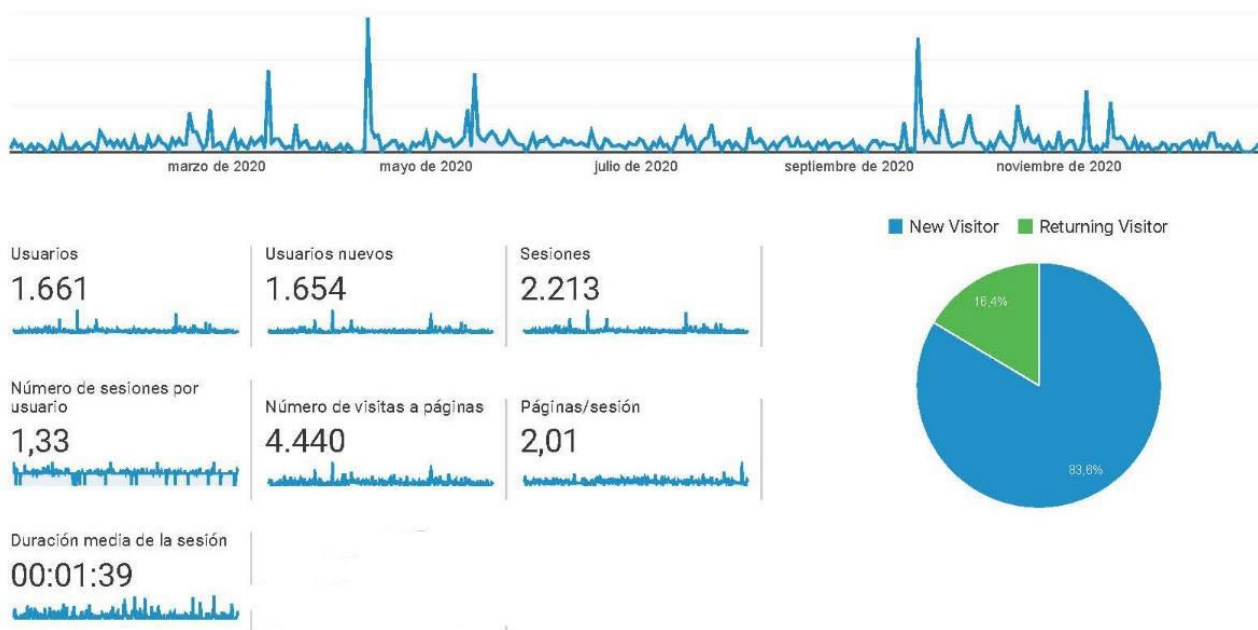 marzo de 2020
mayo de 2020
julio de 2020
septiembre de 2020
noviembre de 2020
New Visitor
Returning Visitor
Usuarios
1.661
Usuarios nuevos
1.654
Sesiones
2.213
Número de sesiones por
usuario
1,33
Número de visitas a páginas
4.440
Páginas/sesión
2,01
Duración media de la sesión
00:01:39
16,4%
83,6%